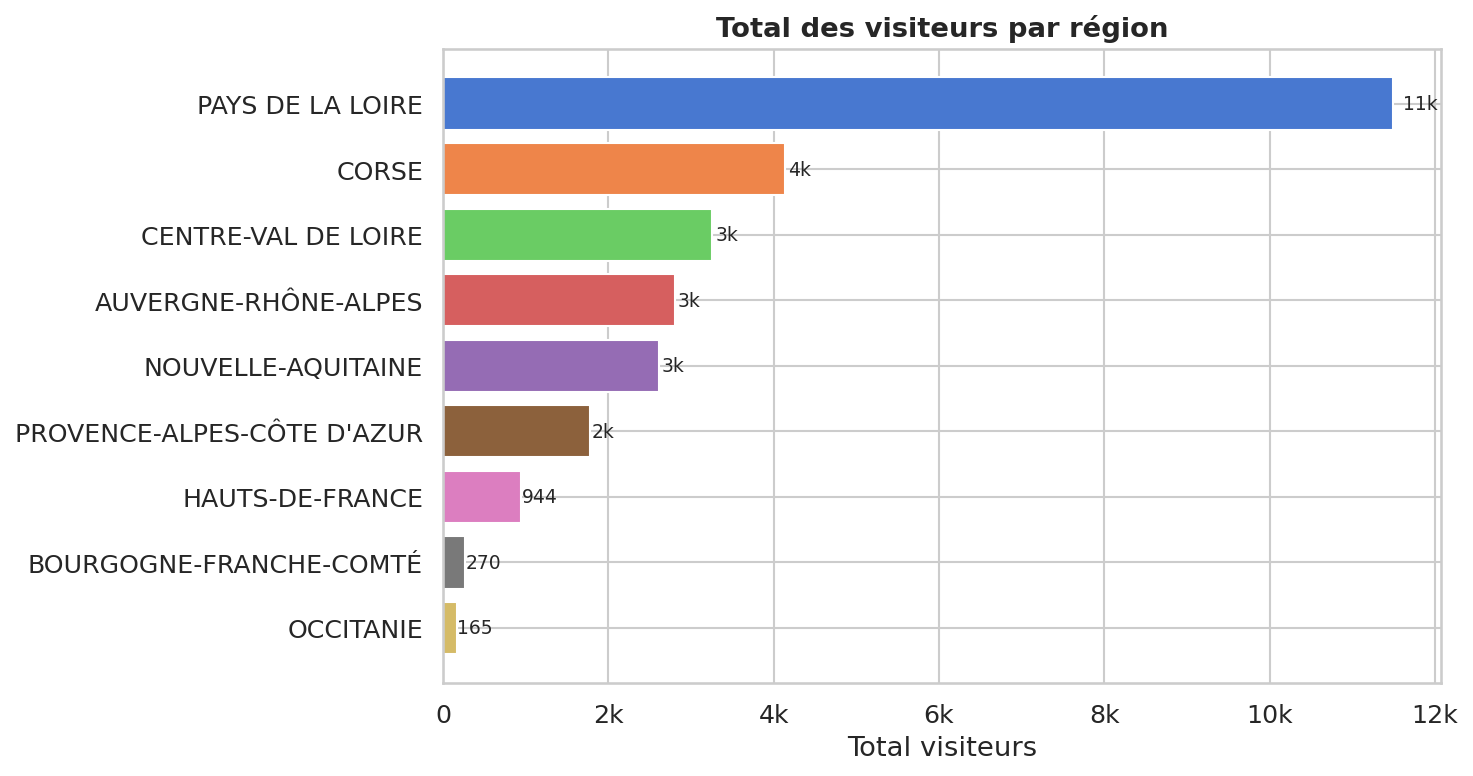 Total des visiteurs par région
PAYS DE LA LOIRE 11k
CORSE 4k
CENTRE-VAL DE LOIRE 3k
AUVERGNE-RHÔNE-ALPES 3k
NOUVELLE-AQUITAINE 3k
PROVENCE-ALPES-CÔTE D'AZUR 2k
HAUTS-DE-FRANCE 944
BOURGOGNE-FRANCHE-COMTÉ 270
OCCITANIE 165
0 2k 4k 6k 8k 10k 12k
Total visiteurs